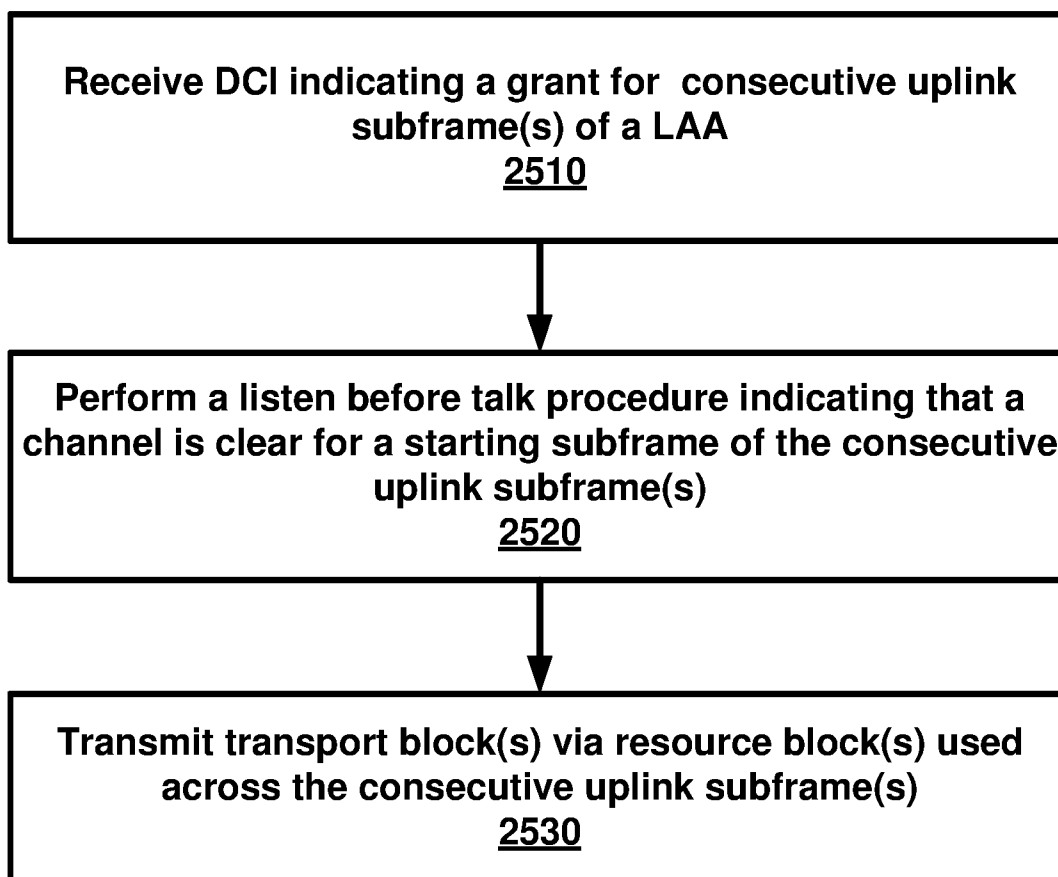 Receive DCI indicating a grant for consecutive uplink
subframe(s) of a LAA
2510
Perform a listen before talk procedure indicating that a
channel is clear for a starting subframe of the consecutive
uplink subframe(s)
2520
Transmit transport block(s) via resource block(s) used
across the consecutive uplink subframe(s)
2530